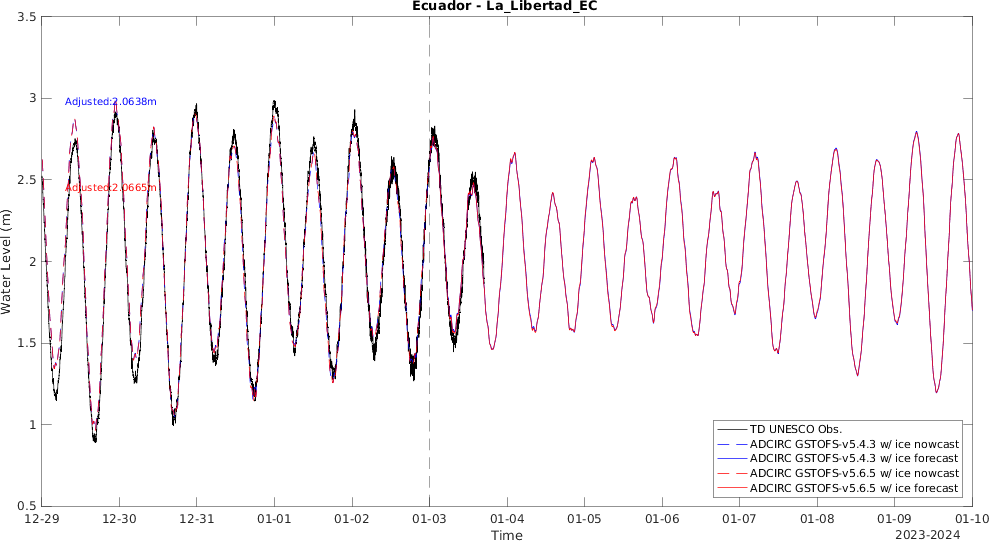 Ecuador - La_Libertad_EC
3.5
3
2.5
2
1.5
1
0.5
Water Level (m)
Adjusted:2.0638m
Adjusted:2.0665m
TD UNESCO Obs.
ADCIRC GSTOFS-v5.4.3 w/ ice nowcast
ADCIRC GSTOFS-v5.4.3 w/ ice forecast
ADCIRC GSTOFS-v5.6.5 w/ ice nowcast
ADCIRC GSTOFS-v5.6.5 w/ ice forecast
12-29 12-30 12-31 01-01 01-02 01-03 01-04 01-05 01-06 01-07 01-08 01-09 01-10
Time
2023-2024